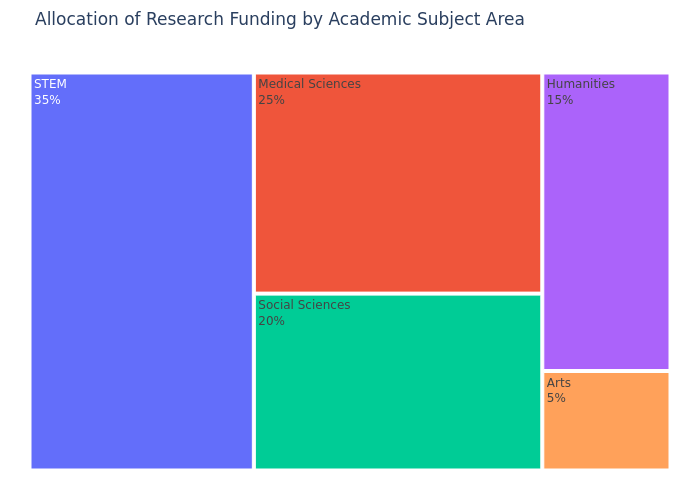 Allocation of Research Funding by Academic Subject Area
STEM
35%
Medical Sciences
25%
Humanities
15%
Social Sciences
20%
Arts
5%